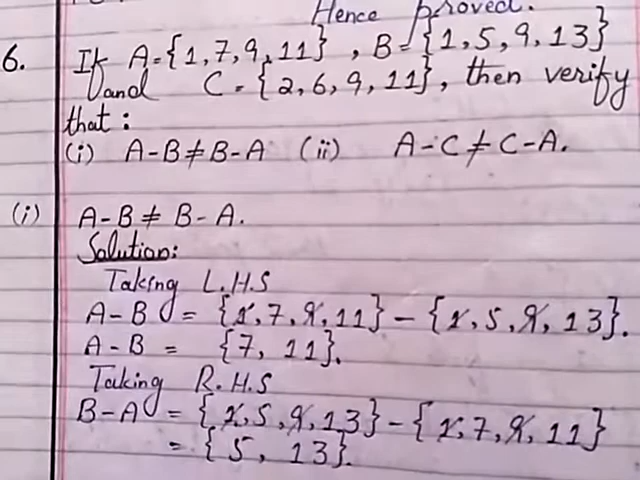 Hence proved.
6. If A={1,7,9,11}, B={1,5,9,13}
and C={2,6,9,11}, then verify
that:
(i) A-B≠B-A (ii) A-C≠C-A.
(i) A-B≠B-A.
Solution:
Taking L.H.S
A-B = {1,7,9,11} - {1,5,9,13}.
A-B = {7, 11}.
Taking R.H.S
B-A = {1,5,9,13} - {1,7,9,11}
= {5, 13}.